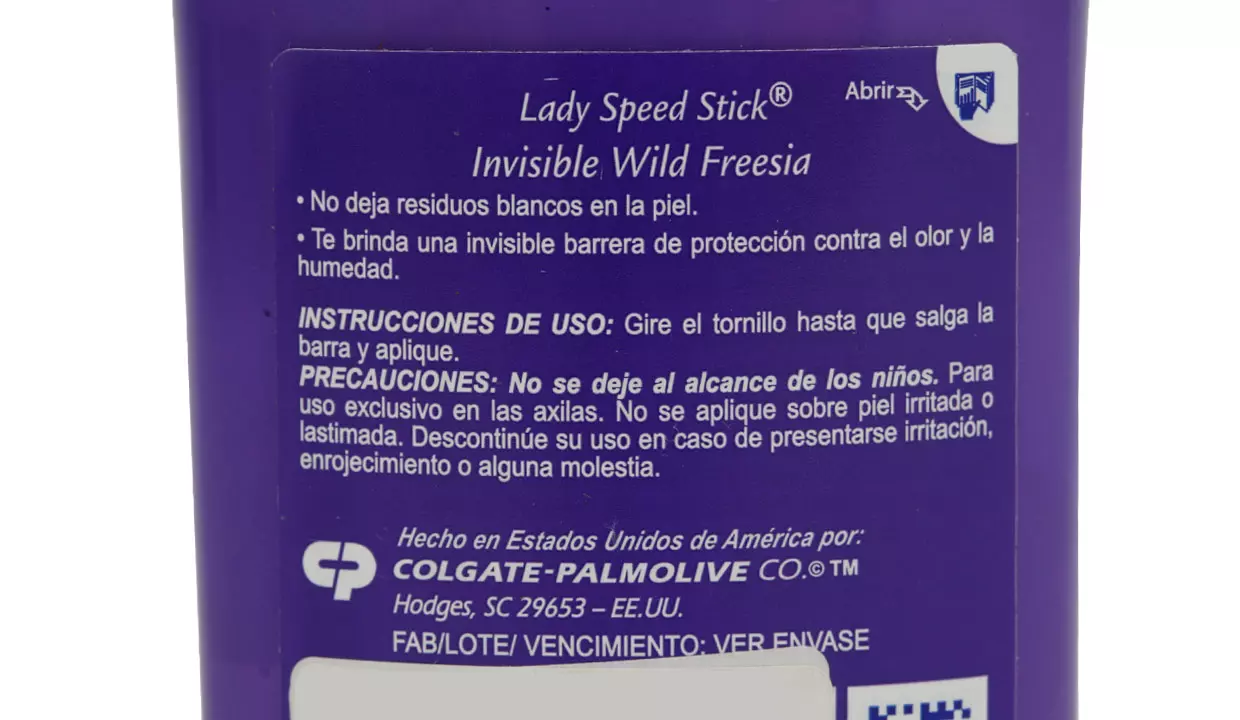 Lady Speed Stick®
Abrir
Invisible Wild Freesia
• No deja residuos blancos en la piel.
• Te brinda una invisible barrera de protección contra el olor y la
humedad.
INSTRUCCIONES DE USO: Gire el tornillo hasta que salga la
barra y aplique.
PRECAUCIONES: No se deje al alcance de los niños. Para
uso exclusivo en las axilas. No se aplique sobre piel irritada o
lastimada. Descontinúe su uso en caso de presentarse irritación,
enrojecimiento o alguna molestia.
Hecho en Estados Unidos de América por:
CP
COLGATE-PALMOLIVE CO.© TM
Hodges, SC 29653 – EE.UU.
FAB/LOTE/ VENCIMIENTO: VER ENVASE